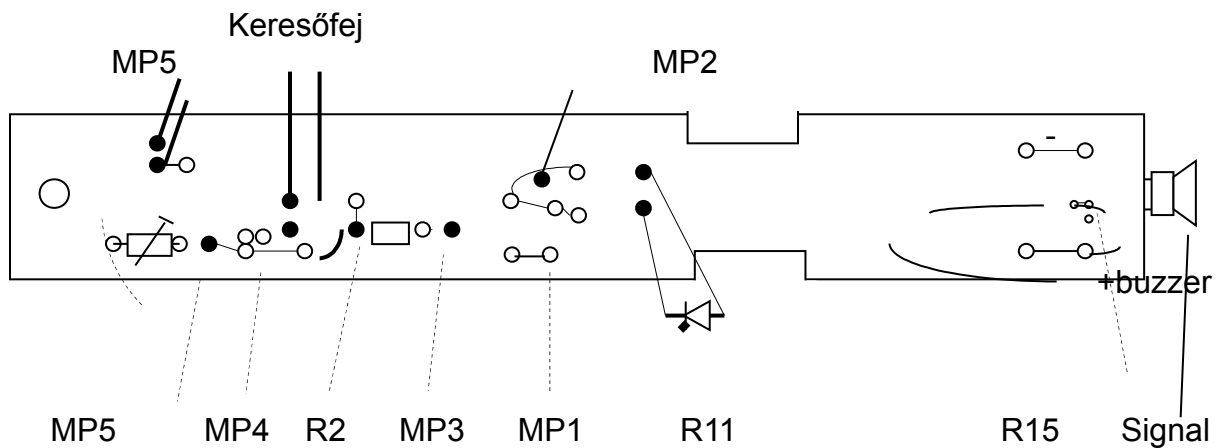 Keresőfej
MP5 MP2
-
+buzzer
MP5 MP4 R2 MP3 MP1 R11 R15 Signal